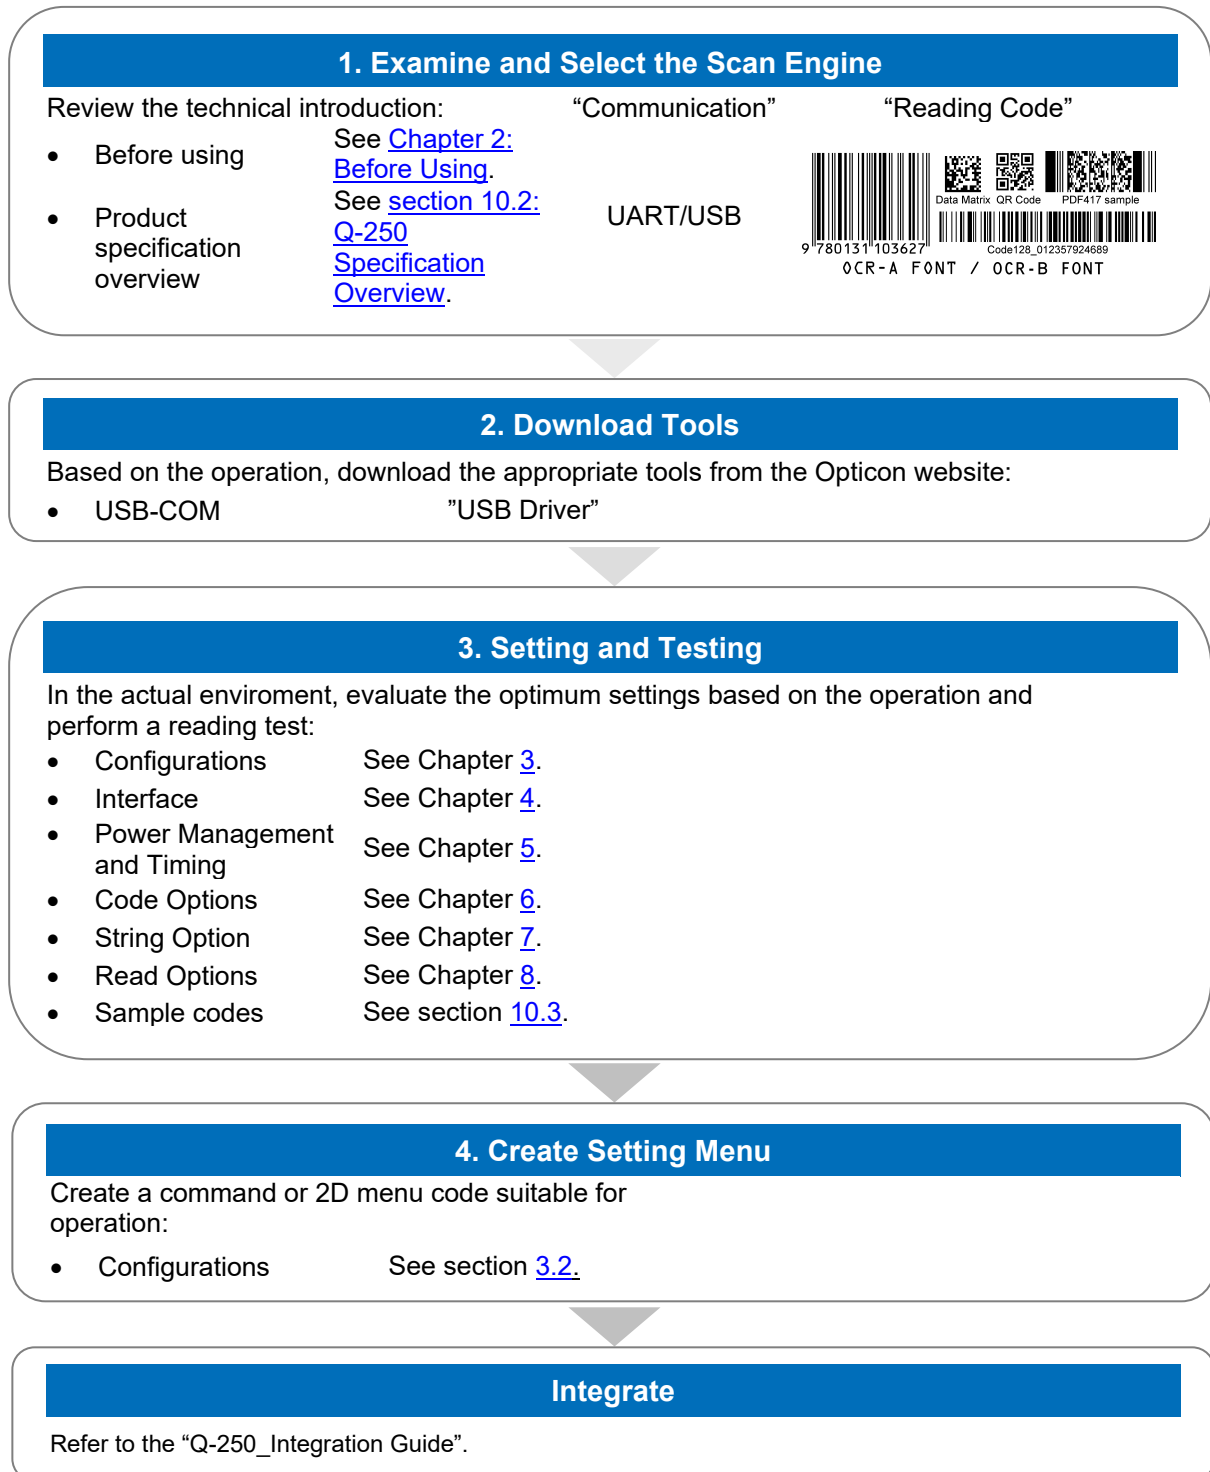 1. Examine and Select the Scan Engine
Review the technical introduction: “Communication” “Reading Code”
• Before using See Chapter 2:
Before Using.
• Product
specification
overview
See section 10.2:
Q-250
Specification
Overview.
UART/USB
Data Matrix QR Code PDF417 sample
9 780131 103627
Code128_012357924689
OCR-A FONT / OCR-B FONT
2. Download Tools
Based on the operation, download the appropriate tools from the Opticon website:
• USB-COM ”USB Driver”
3. Setting and Testing
In the actual enviroment, evaluate the optimum settings based on the operation and
perform a reading test:
• Configurations See Chapter 3.
• Interface See Chapter 4.
• Power Management
and Timing See Chapter 5.
• Code Options See Chapter 6.
• String Option See Chapter 7.
• Read Options See Chapter 8.
• Sample codes See section 10.3.
4. Create Setting Menu
Create a command or 2D menu code suitable for
operation:
• Configurations See section 3.2.
Integrate
Refer to the “Q-250_Integration Guide”.